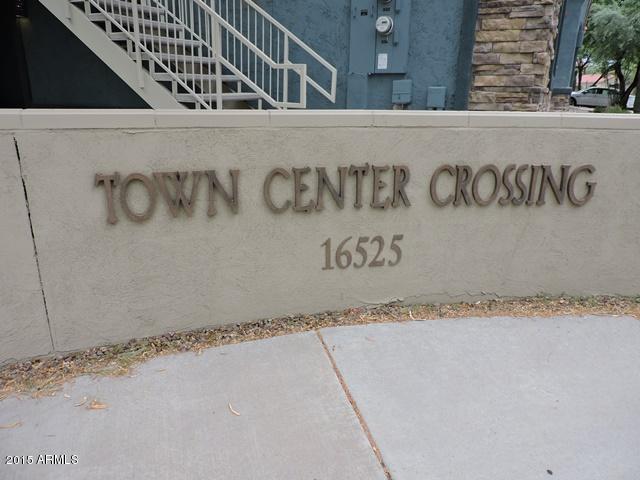 TOWN CENTER CROSSING
16525
2015 ARMLS